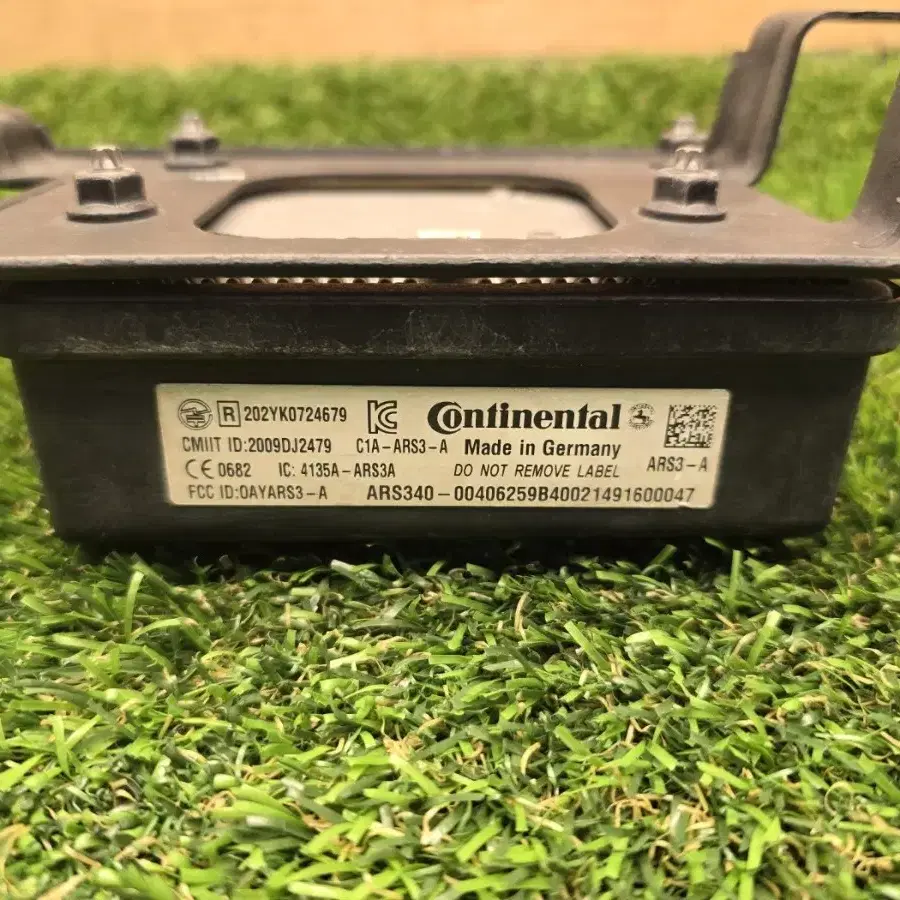 R 202YK0724679 Continental
CMIIT ID:2009DJ2479 C1A-ARS3-A Made in Germany
CE 0682 IC: 4135A-ARS3A DO NOT REMOVE LABEL ARS3-A
FCC ID:OAYARS3-A ARS340-00406259B40021491600047